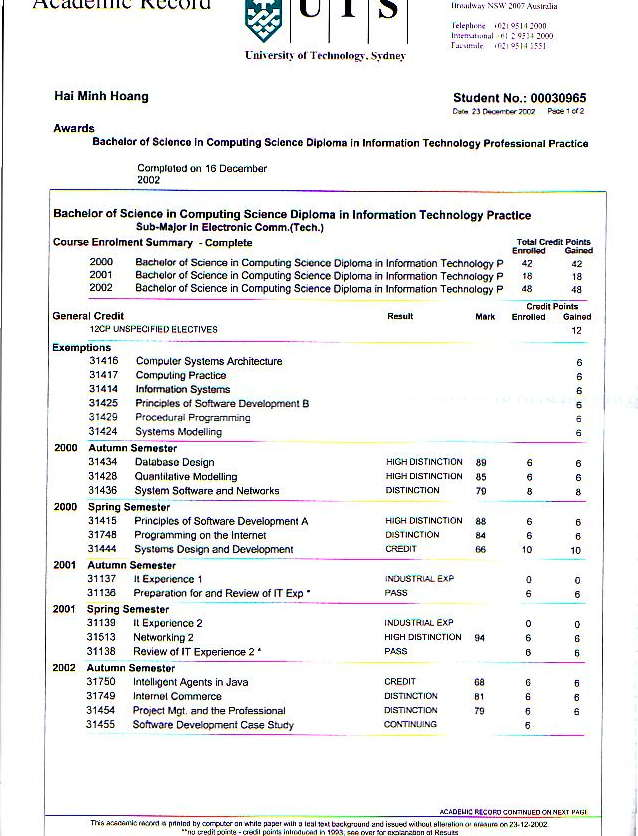 Academic Record
UTS
Broadway NSW 2007 Australia
Telephone (02) 9514 2000
International +61 2 9514 2000
Facsimile (02) 9514 1551
University of Technology, Sydney
Hai Minh Hoang
Student No.: 00030965
Date 23 December 2002 Page 1 of 2
Awards
Bachelor of Science in Computing Science Diploma in Information Technology Professional Practice
Completed on 16 December
2002
Bachelor of Science in Computing Science Diploma in Information Technology Practice
Sub-Major in Electronic Comm.(Tech.)
Course Enrolment Summary - Complete Total Credit Points
Enrolled Gained
2000 Bachelor of Science in Computing Science Diploma in Information Technology P 42 42
2001 Bachelor of Science in Computing Science Diploma in Information Technology P 18 18
2002 Bachelor of Science in Computing Science Diploma in Information Technology P 48 48
Credit Points
General Credit Result Mark Enrolled Gained
12CP UNSPECIFIED ELECTIVES 12
Exemptions
31416 Computer Systems Architecture 6
31417 Computing Practice 6
31414 Information Systems 6
31425 Principles of Software Development B 6
31429 Procedural Programming 6
31424 Systems Modelling 6
2000 Autumn Semester
31434 Database Design HIGH DISTINCTION 89 6 6
31428 Quantitative Modelling HIGH DISTINCTION 85 6 6
31436 System Software and Networks DISTINCTION 79 8 8
2000 Spring Semester
31415 Principles of Software Development A HIGH DISTINCTION 88 6 6
31748 Programming on the Internet DISTINCTION 84 6 6
31444 Systems Design and Development CREDIT 66 10 10
2001 Autumn Semester
31137 It Experience 1 INDUSTRIAL EXP 0 0
31136 Preparation for and Review of IT Exp * PASS 6 6
2001 Spring Semester
31139 It Experience 2 INDUSTRIAL EXP 0 0
31513 Networking 2 HIGH DISTINCTION 94 6 6
31138 Review of IT Experience 2 * PASS 6 6
2002 Autumn Semester
31750 Intelligent Agents in Java CREDIT 68 6 6
31749 Internet Commerce DISTINCTION 81 6 6
31454 Project Mgt. and the Professional DISTINCTION 79 6 6
31455 Software Development Case Study CONTINUING 6
ACADEMIC RECORD CONTINUED ON NEXT PAGE
This academic record is printed by computer on white paper with a teal text background and issued without alteration or erasure on 23-12-2002
**no credit points - credit points introduced in 1993, see over for explanation of Results